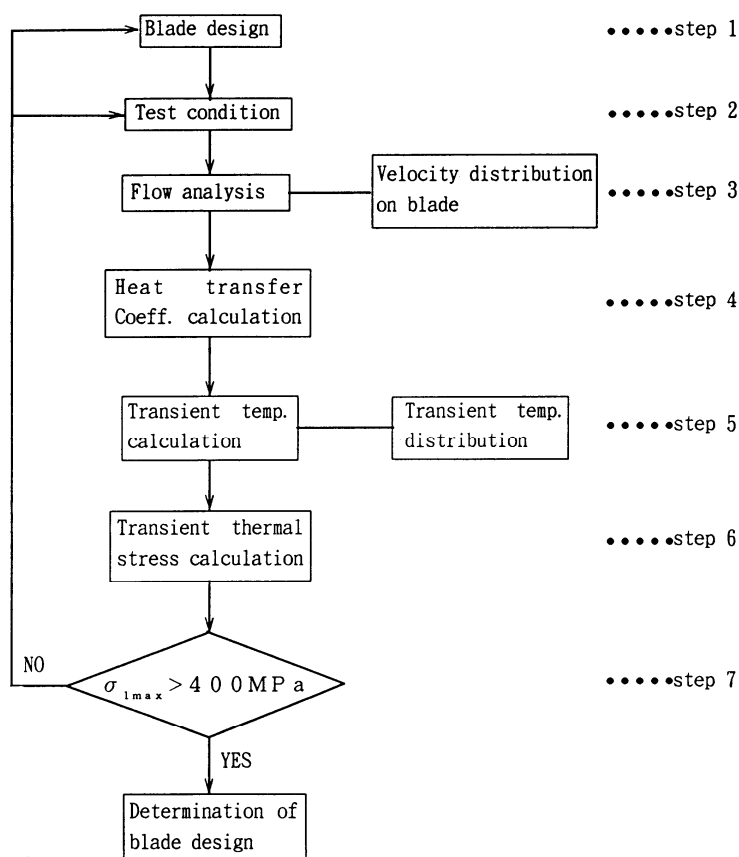 Blade design
•••••step 1
Test condition
•••••step 2
Flow analysis
Velocity distribution
on blade
•••••step 3
Heat transfer
Coeff. calculation
•••••step 4
Transient temp.
calculation
Transient temp.
distribution
•••••step 5
Transient thermal
stress calculation
•••••step 6
NO
σ₁ₘₐₓ>400MPa
•••••step 7
YES
Determination of
blade design